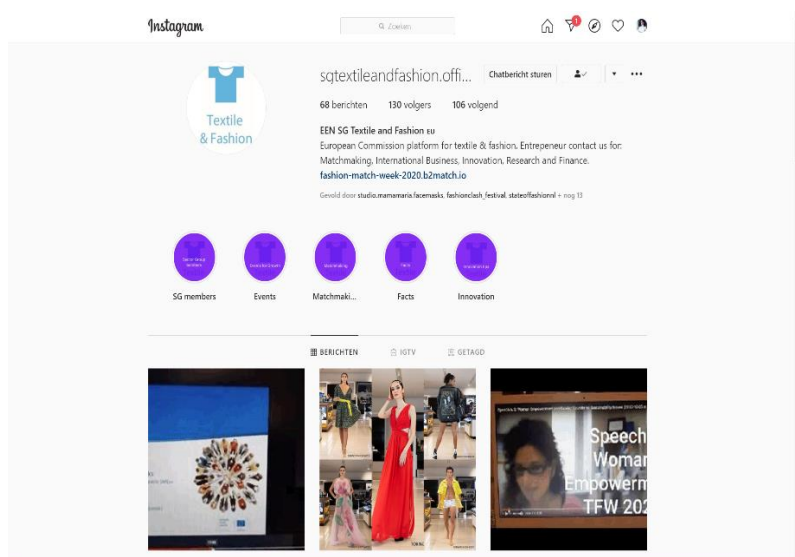 Instagram
Zoeken
1
Textile
& Fashion
sgtextileandfashion.offi...
Chatbericht sturen
68 berichten 130 volgers 106 volgend
EEN SG Textile and Fashion EU
European Commission platform for textile & fashion, Entrepeneur contact us for:
Matchmaking, International Business, Innovation, Research and Finance.
fashion-match-week-2020.b2match.io
Gevold door studio.mamamaria.facemasks, fashionclash_festival, stateoffashionnl + nog 13
SG members
Events
Matchmaki...
Facts
Innovation
BERICHTEN
IGTV
GETAGD
Speech
Woman
Empowerm
TFW 202